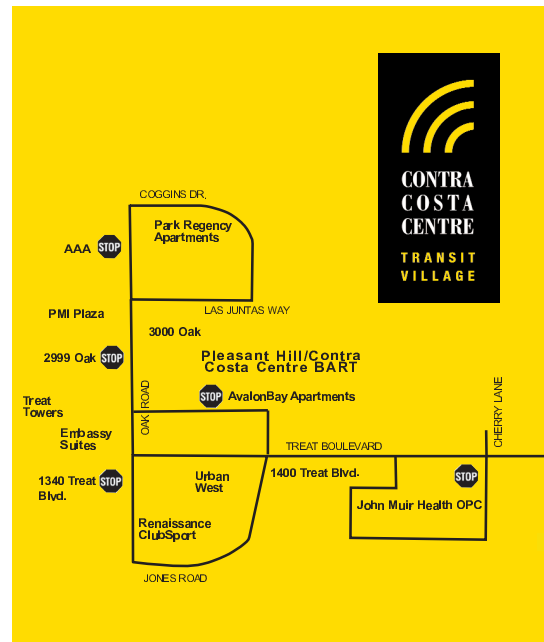 CONTRA
COSTA
CENTRE
TRANSIT
VILLAGE
COGGINS DR,
Park Regency
Apartments
AAA STOP
LAS JUNTAS WAY
PMI Plaza
3000 Oak
2999 Oak STOP
Pleasant Hill/Contra
Costa Centre BART
STOP AvalonBay Apartments
Treat
Towers
OAK ROAD
CHERRY LANE
Embassy
Suites
TREAT BOULEVARD
1340 Treat
Blvd.
STOP
Urban
West
1400 Treat Blvd.
STOP
John Muir Health OPC
Renaissance
ClubSport
JONES ROAD